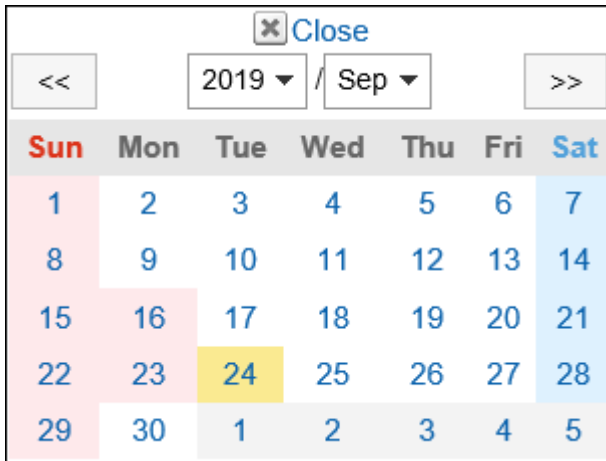 Close
<< 2019 / Sep >>
Sun Mon Tue Wed Thu Fri Sat
1 2 3 4 5 6 7
8 9 10 11 12 13 14
15 16 17 18 19 20 21
22 23 24 25 26 27 28
29 30 1 2 3 4 5